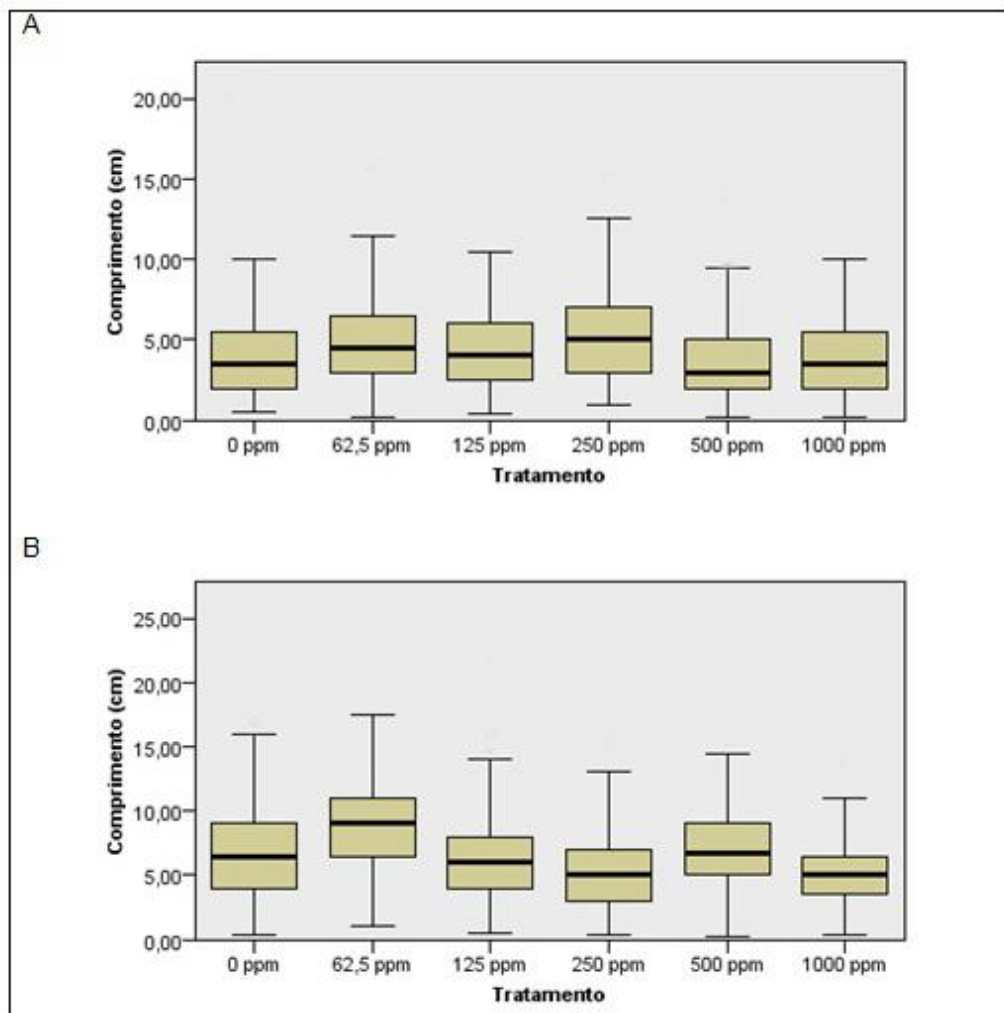 A
20,00
15,00
10,00
5,00
0,00
Comprimento (cm)
0 ppm 62,5 ppm 125 ppm 250 ppm 500 ppm 1000 ppm
Tratamento
B
25,00
20,00
15,00
10,00
5,00
0,00
Comprimento (cm)
0 ppm 62,5 ppm 125 ppm 250 ppm 500 ppm 1000 ppm
Tratamento